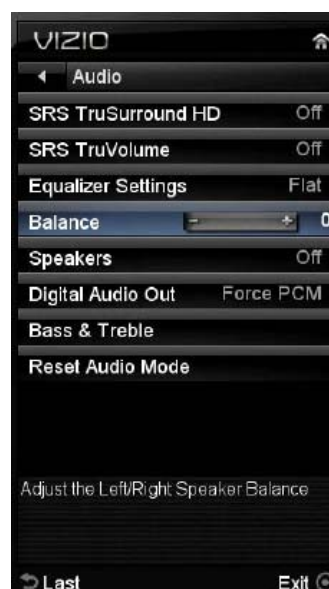 VIZIO
Audio
SRS TruSurround HD Off
SRS TruVolume Off
Equalizer Settings Flat
Balance - + 0
Speakers Off
Digital Audio Out Force PCM
Bass & Treble
Reset Audio Mode
Adjust the Left/Right Speaker Balance
Last Exit